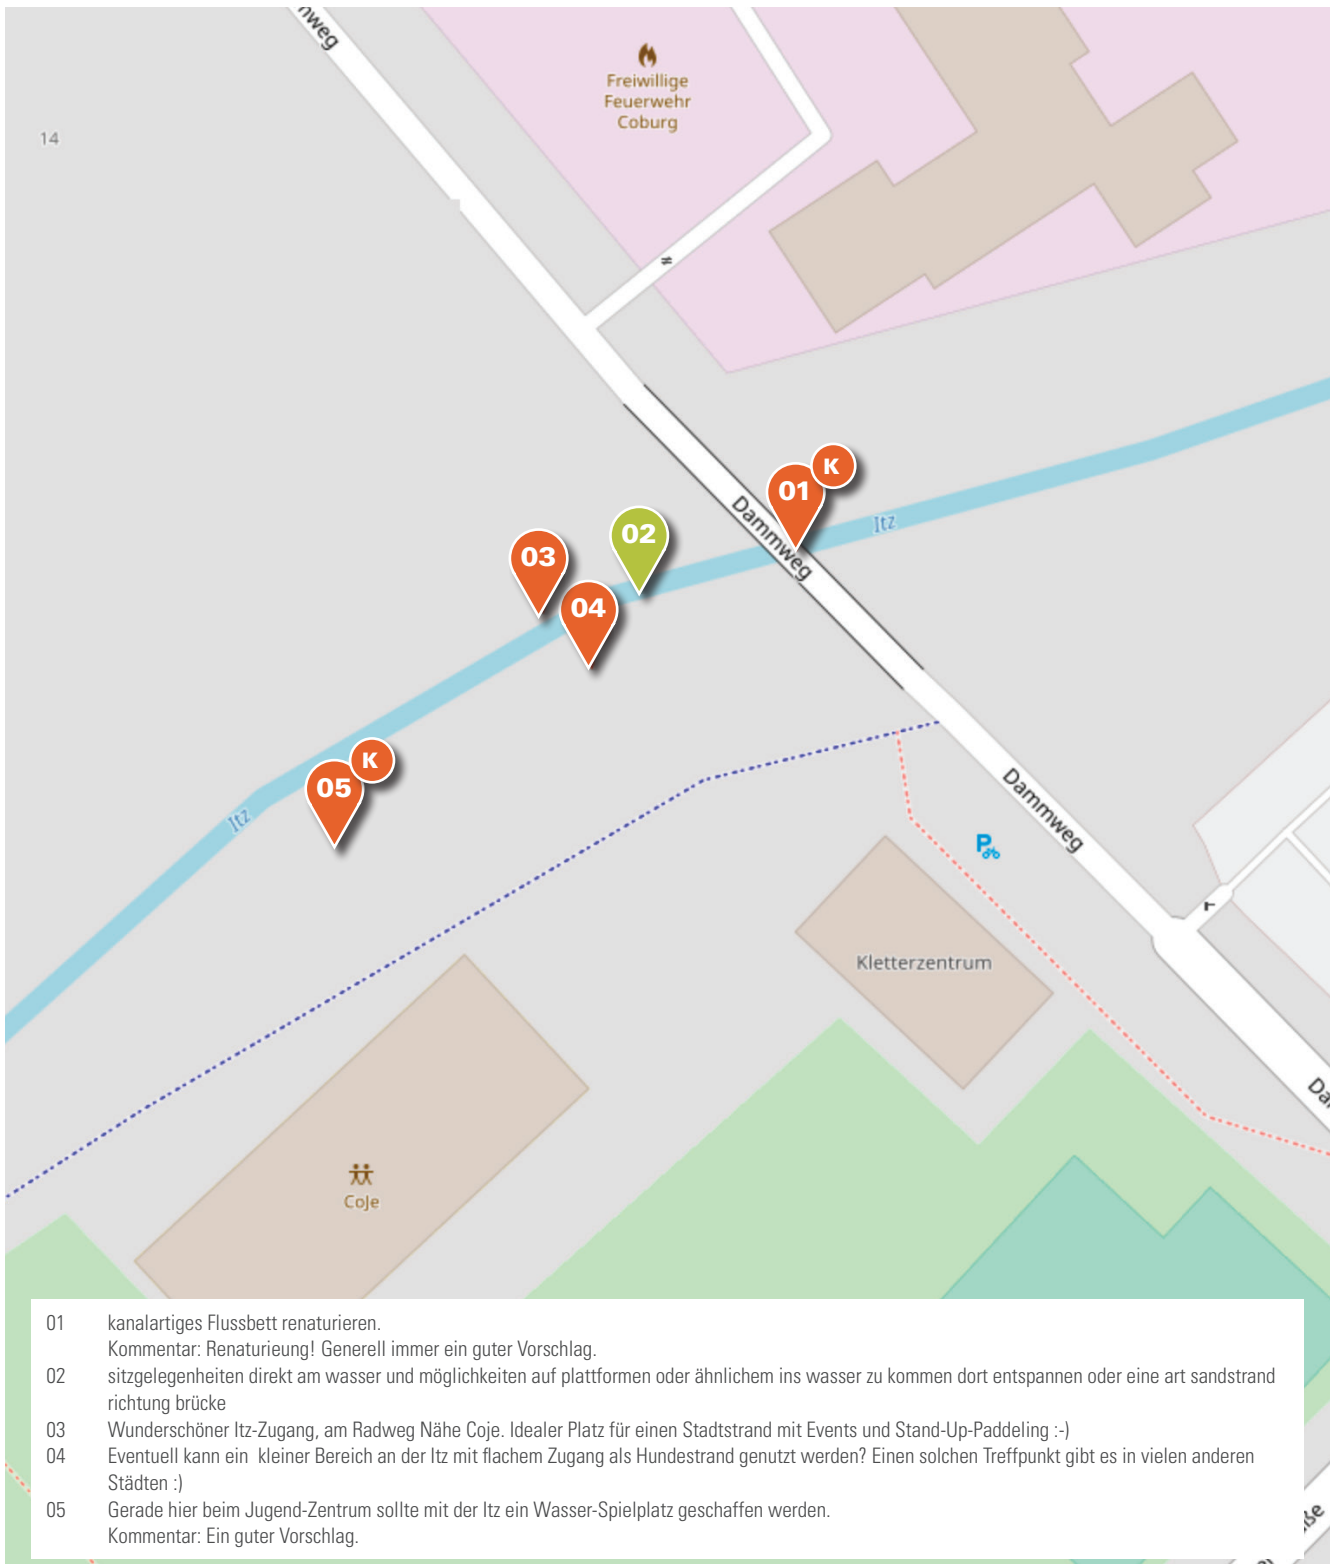 mweg
Freiwillige
Feuerwehr
Coburg
14
K
01
Dammweg
Itz
02
03
04
K
05
Itz
Dammweg
P
Kletterzentrum
Da
CoJe
01 kanalartiges Flussbett renaturieren.
Kommentar: Renaturieung! Generell immer ein guter Vorschlag.
02 sitzgelegenheiten direkt am wasser und möglichkeiten auf plattformen oder ähnlichem ins wasser zu kommen dort entspannen oder eine art sandstrand
richtung brücke
03 Wunderschöner Itz-Zugang, am Radweg Nähe Coje. Idealer Platz für einen Stadtstrand mit Events und Stand-Up-Paddeling :-)
04 Eventuell kann ein  kleiner Bereich an der Itz mit flachem Zugang als Hundestrand genutzt werden? Einen solchen Treffpunkt gibt es in vielen anderen
Städten :)
05 Gerade hier beim Jugend-Zentrum sollte mit der Itz ein Wasser-Spielplatz geschaffen werden.
Kommentar: Ein guter Vorschlag.
ße